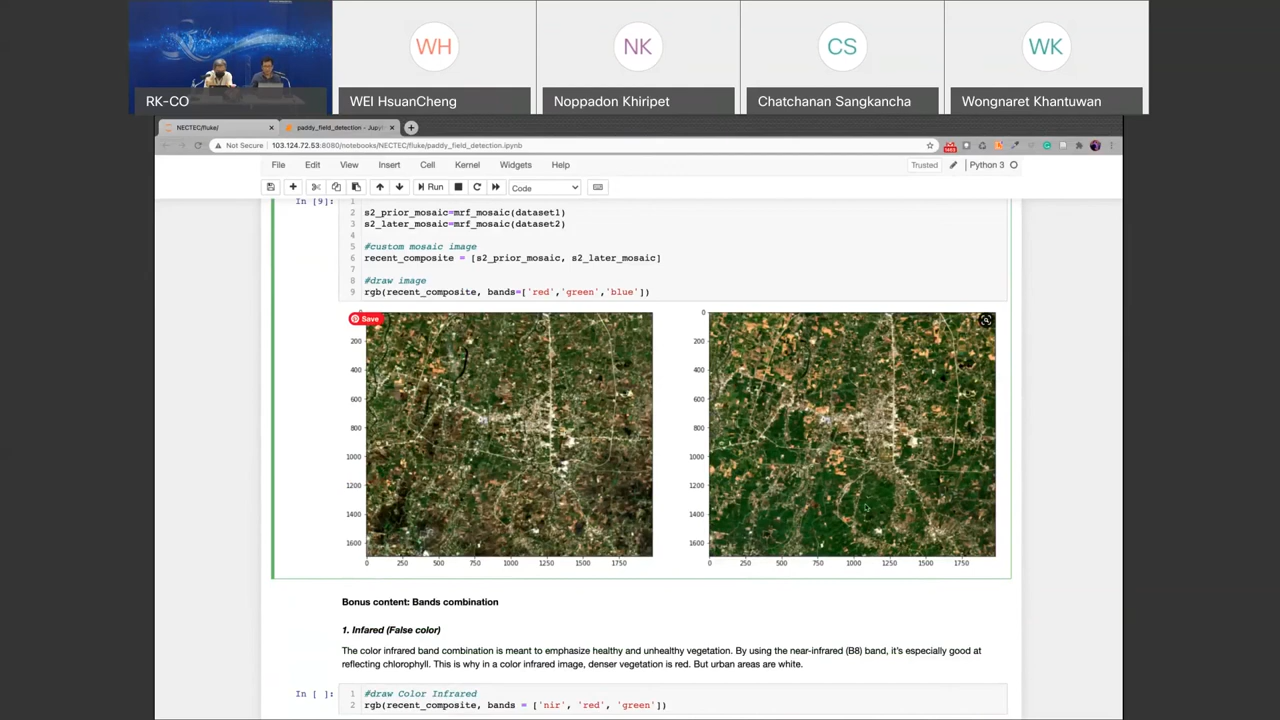 WH
NK
CS
WK
RK-CO
WEI HsuanCheng
Noppadon Khiripet
Chatchanan Sangkancha
Wongnaret Khantuwan
NECTEC/fluke/
paddy_field_detection - Jupyt
Not Secure 103.124.72.53:8080/notebooks/NECTEC/fluke/paddy_field_detection.ipynb
File Edit View Insert Cell Kernel Widgets Help
Trusted Python 3
Run Code
In [9]:
1
2 s2_prior_mosaic=mrf_mosaic(dataset1)
3 s2_later_mosaic=mrf_mosaic(dataset2)
4
5 #custom mosaic image
6 recent_composite = [s2_prior_mosaic, s2_later_mosaic]
7
8 #draw image
9 rgb(recent_composite, bands=['red','green','blue'])
Save
0
200
400
600
800
1000
1200
1400
1600
0 250 500 750 1000 1250 1500 1750
0
200
400
600
800
1000
1200
1400
1600
0 250 500 750 1000 1250 1500 1750
Bonus content: Bands combination
1. Infared (False color)
The color infrared band combination is meant to emphasize healthy and unhealthy vegetation. By using the near-infrared (B8) band, it's especially good at
reflecting chlorophyll. This is why in a color infrared image, denser vegetation is red. But urban areas are white.
In [ ]:
1 #draw Color Infrared
2 rgb(recent_composite, bands = ['nir', 'red', 'green'])